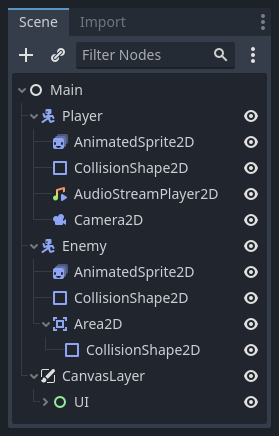 Scene Import
Filter Nodes
Main
Player
AnimatedSprite2D
CollisionShape2D
AudioStreamPlayer2D
Camera2D
Enemy
AnimatedSprite2D
CollisionShape2D
Area2D
CollisionShape2D
CanvasLayer
UI